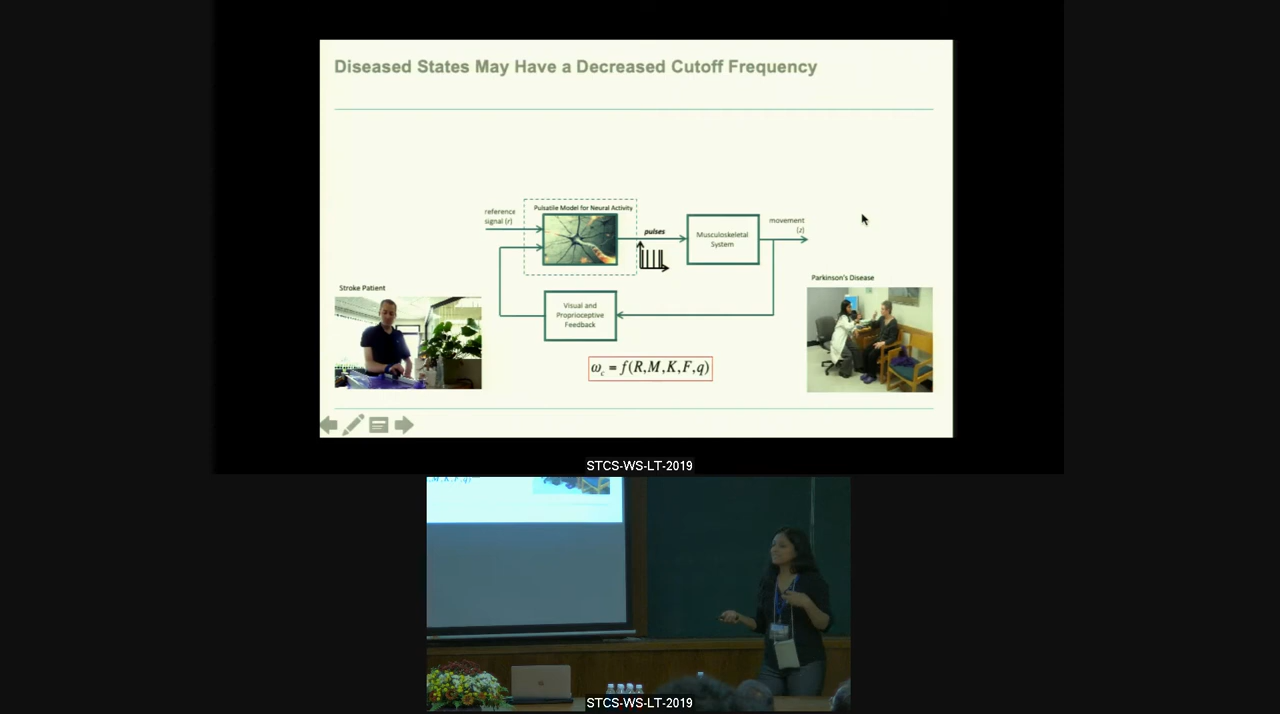 Diseased States May Have a Decreased Cutoff Frequency
reference
signal (r)
Pulsatile Model for Neural Activity
pulses
Musculoskeletal
System
movement
(z)
Visual and
Proprioceptive
Feedback
Stroke Patient
Parkinson's Disease
ω_c = f(R,M,K,F,q)
STCS-WS-LT-2019
M,K,F,q)
STCS-WS-LT-2019